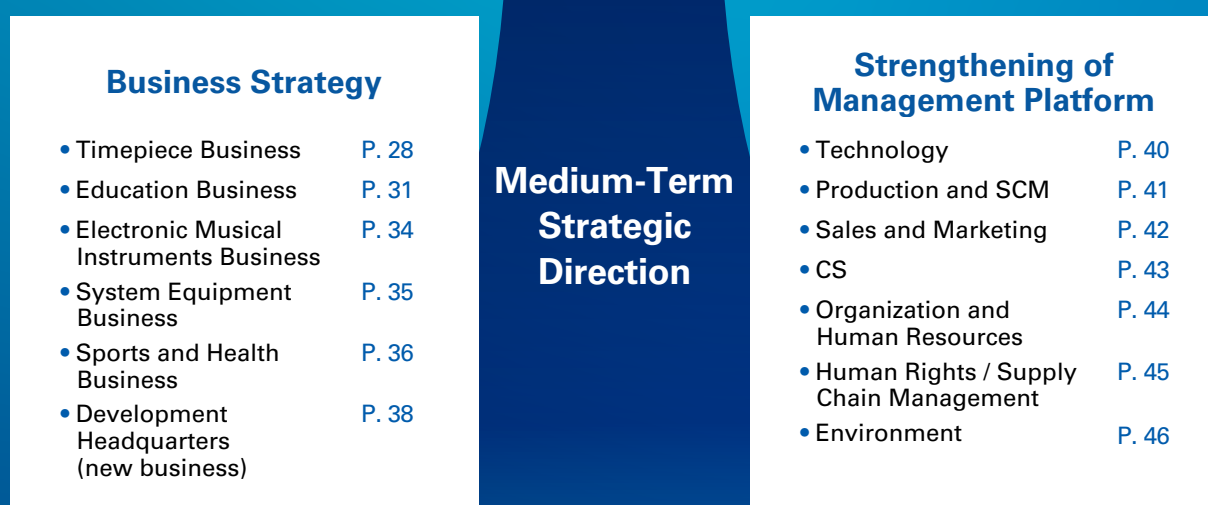 Business Strategy
• Timepiece Business P. 28
• Education Business P. 31
• Electronic Musical P. 34
Instruments Business
• System Equipment P. 35
Business
• Sports and Health P. 36
Business
• Development P. 38
Headquarters
(new business)
Medium-Term
Strategic
Direction
Strengthening of
Management Platform
• Technology P. 40
• Production and SCM P. 41
• Sales and Marketing P. 42
• CS P. 43
• Organization and P. 44
Human Resources
• Human Rights / Supply P. 45
Chain Management
• Environment P. 46